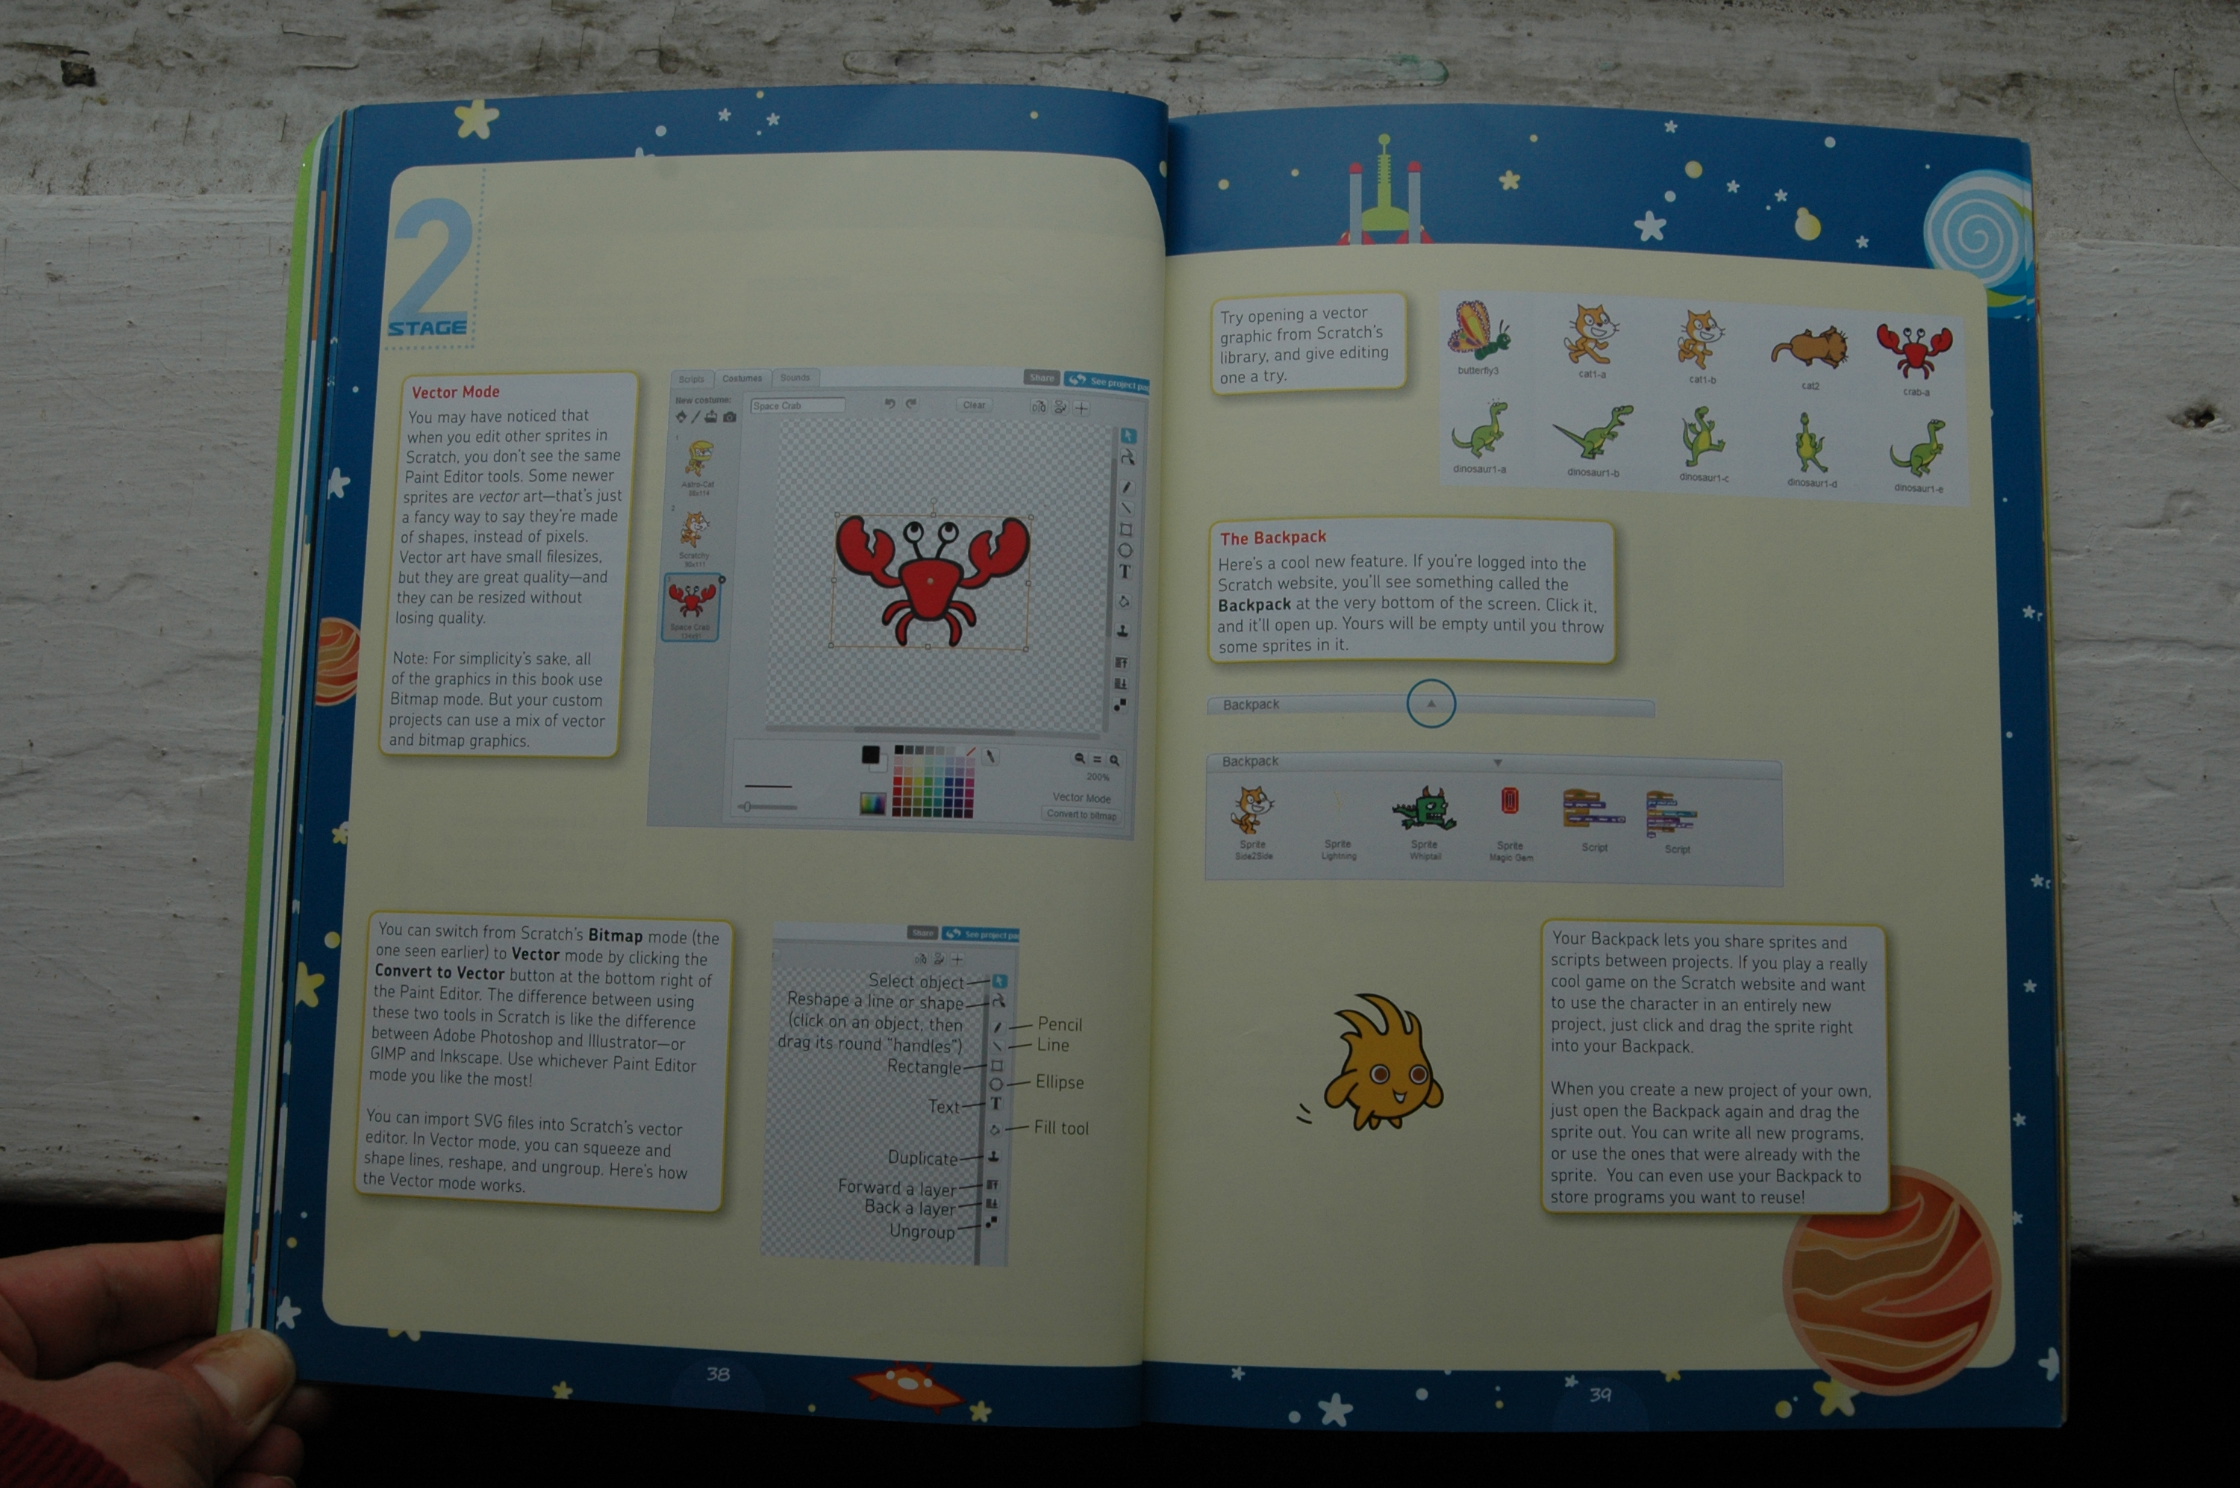 2
STAGE
Vector Mode
You may have noticed that
when you edit other sprites in
Scratch, you don't see the same
Paint Editor tools. Some newer
sprites are vector art—that's just
a fancy way to say they're made
of shapes, instead of pixels.
Vector art have small filesizes,
but they are great quality—and
they can be resized without
losing quality.
Note: For simplicity's sake, all
of the graphics in this book use
Bitmap mode. But your custom
projects can use a mix of vector
and bitmap graphics.
Scripts Costumes Sounds
Share See project pag
New costume:
Space Crab
Clear
1
Astro-Cat
2
Scratchy
Space Crab
T
200%
Vector Mode
Convert to bitmap
You can switch from Scratch's Bitmap mode (the
one seen earlier) to Vector mode by clicking the
Convert to Vector button at the bottom right of
the Paint Editor. The difference between using
these two tools in Scratch is like the difference
between Adobe Photoshop and Illustrator—or
GIMP and Inkscape. Use whichever Paint Editor
mode you like the most!
You can import SVG files into Scratch's vector
editor. In Vector mode, you can squeeze and
shape lines, reshape, and ungroup. Here's how
the Vector mode works.
Share See project pag
Select object
Reshape a line or shape
(click on an object, then
drag its round "handles")
Pencil
Line
Rectangle
Ellipse
Text
T
Fill tool
Duplicate
Forward a layer
Back a layer
Ungroup
38
Try opening a vector
graphic from Scratch's
library, and give editing
one a try.
butterfly3 cat1-a cat1-b cat2 crab-a
dinosaur1-a dinosaur1-b dinosaur1-c dinosaur1-d dinosaur1-e
The Backpack
Here's a cool new feature. If you're logged into the
Scratch website, you'll see something called the
Backpack at the very bottom of the screen. Click it,
and it'll open up. Yours will be empty until you throw
some sprites in it.
Backpack
Backpack
Sprite Sprite Sprite Sprite Script Script
Side2Side Lightning Whiptail Magic Gem
Your Backpack lets you share sprites and
scripts between projects. If you play a really
cool game on the Scratch website and want
to use the character in an entirely new
project, just click and drag the sprite right
into your Backpack.
When you create a new project of your own,
just open the Backpack again and drag the
sprite out. You can write all new programs,
or use the ones that were already with the
sprite. You can even use your Backpack to
store programs you want to reuse!
39